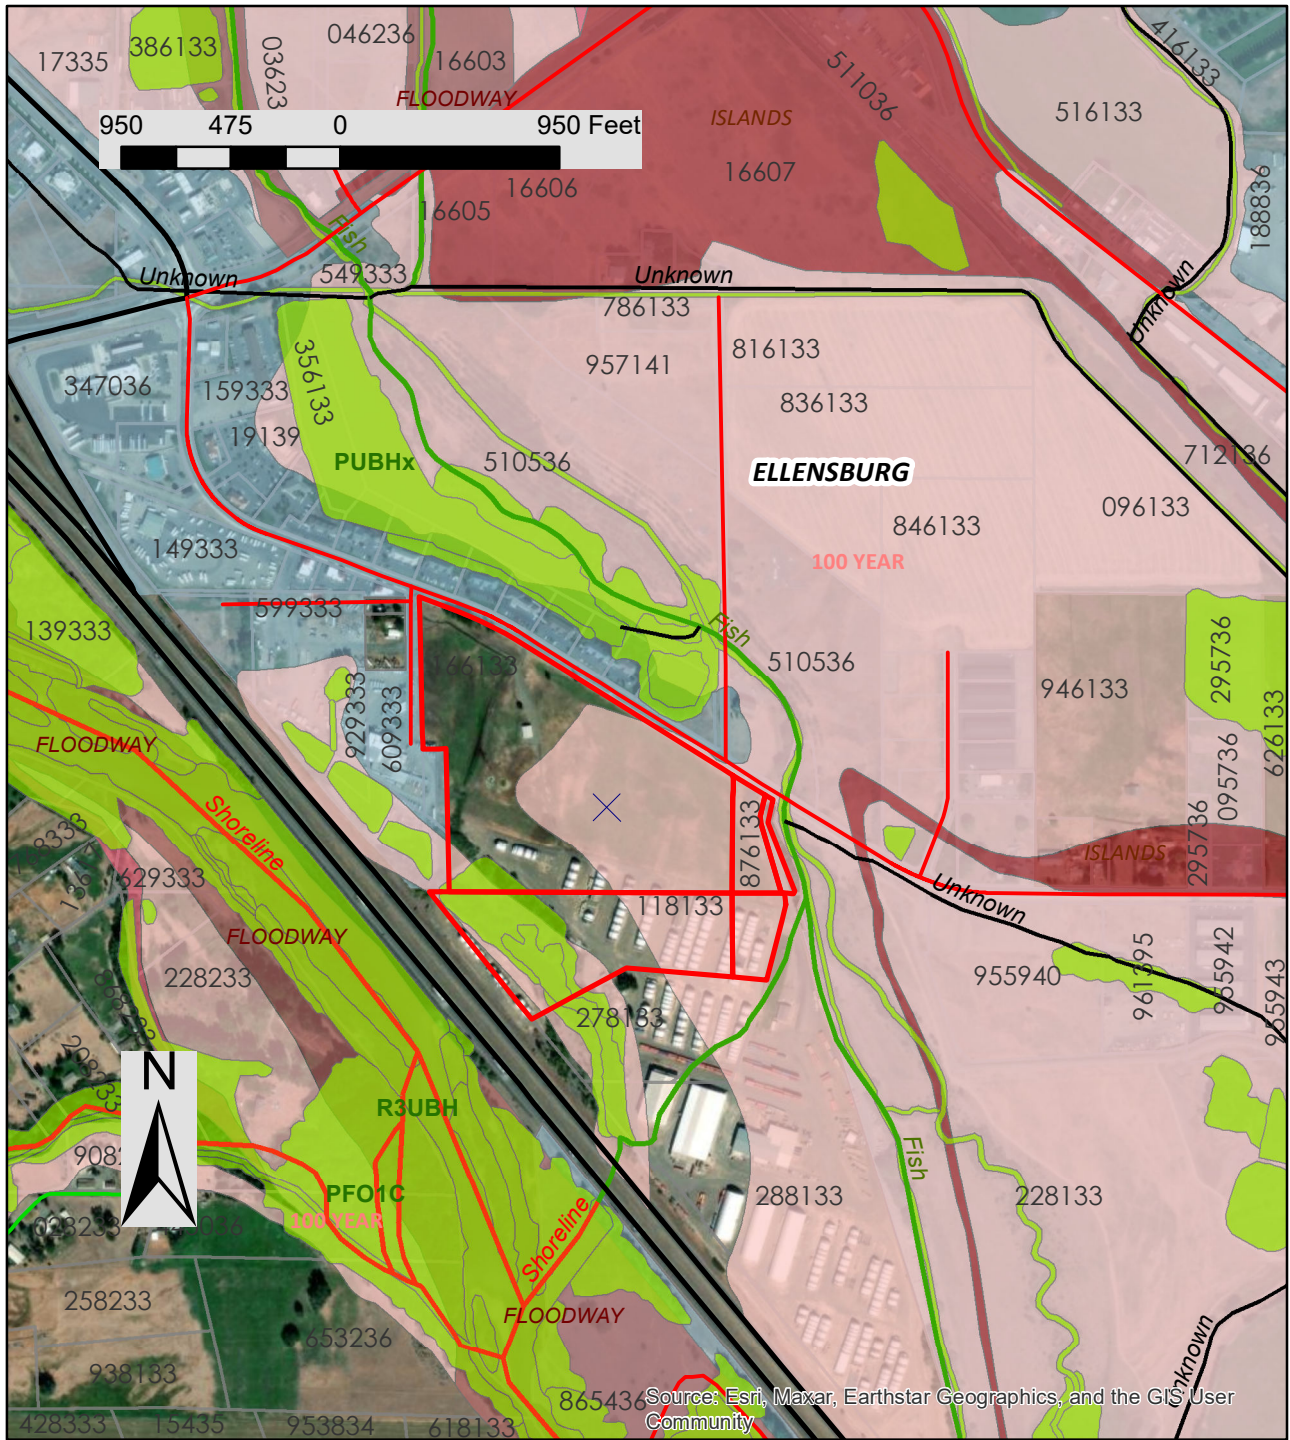 17335
386133
03623
046236
16603
FLOODWAY
511036
416133
516133
ISLANDS
950 475 0 950 Feet
16607
16606
16605
188836
Fish
Unknown
549333
Unknown
Unknown
786133
957141
816133
836133
347036
159333
356133
19139
PUBHx
510536
ELLENSBURG
712136
096133
846133
149333
100 YEAR
599333
139333
Fish
166133
510536
295736
946133
626133
929333
609333
FLOODWAY
095736
Shoreline
876133
295736
ISLANDS
629333
Unknown
118133
FLOODWAY
228233
955940
961395
955942
955943
278133
N
R3UBH
Fish
PFO1C
100 YEAR
288133
228133
Shoreline
258233
FLOODWAY
653236
938133
Unknown
865436
Source: Esri, Maxar, Earthstar Geographics, and the GIS User
Community
428333
15435
953834
618133